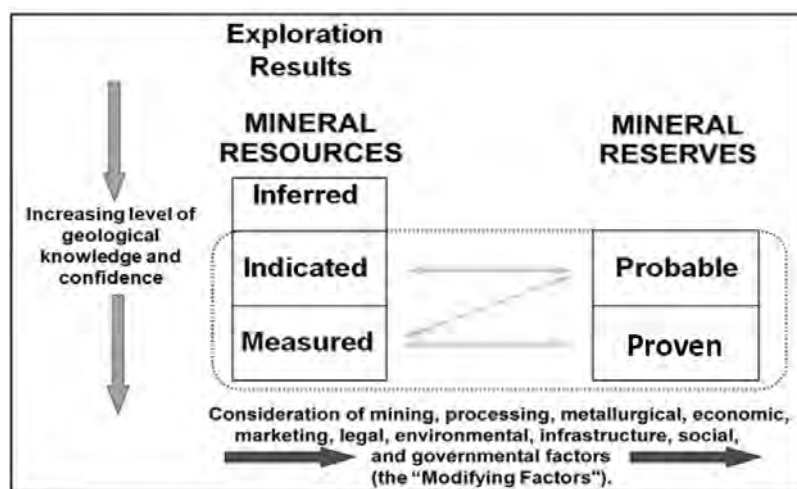 Exploration
Results
MINERAL
RESOURCES
MINERAL
RESERVES
Inferred
Increasing level of
geological
knowledge and
confidence
Indicated
Probable
Measured
Proven
Consideration of mining, processing, metallurgical, economic,
marketing, legal, environmental, infrastructure, social,
and governmental factors
(the “Modifying Factors").